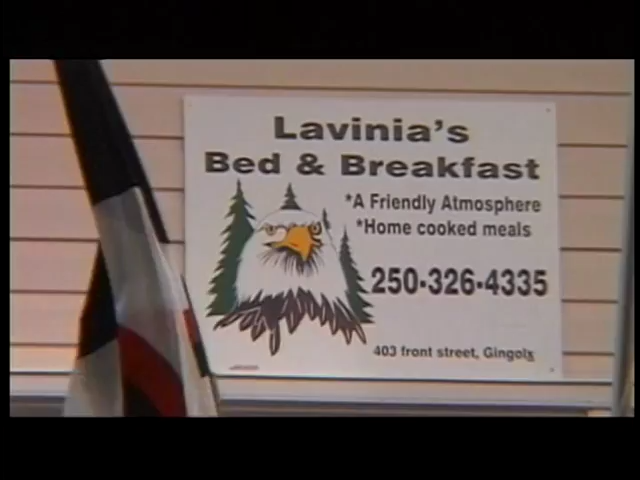 Lavinia's
Bed & Breakfast
*A Friendly Atmosphere
*Home cooked meals
250-326-4335
403 front street, Gingolx